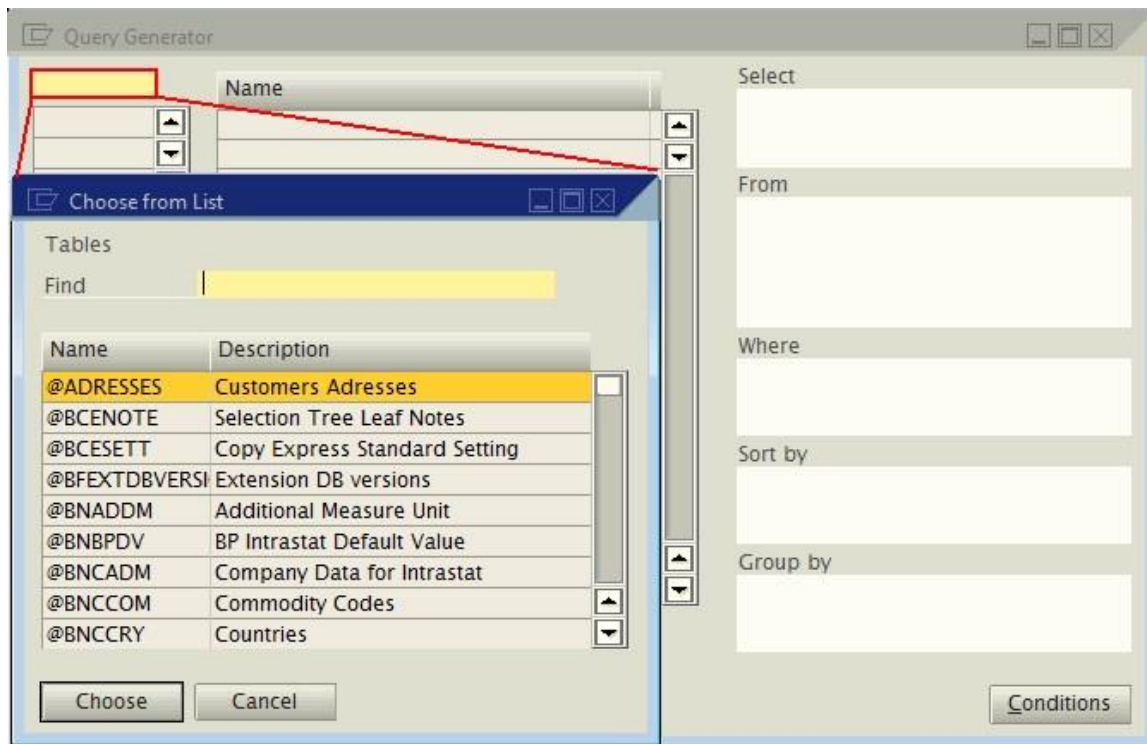 Query Generator
Name
Select
From
Where
Sort by
Group by
Conditions
Choose from List
Tables
Find
Name Description
@ADRESSES Customers Adresses
@BCENOTE Selection Tree Leaf Notes
@BCESETT Copy Express Standard Setting
@BFEXTDBVERSI Extension DB versions
@BNADDM Additional Measure Unit
@BNBPDV BP Intrastat Default Value
@BNCADM Company Data for Intrastat
@BNCCOM Commodity Codes
@BNCCRY Countries
Choose Cancel